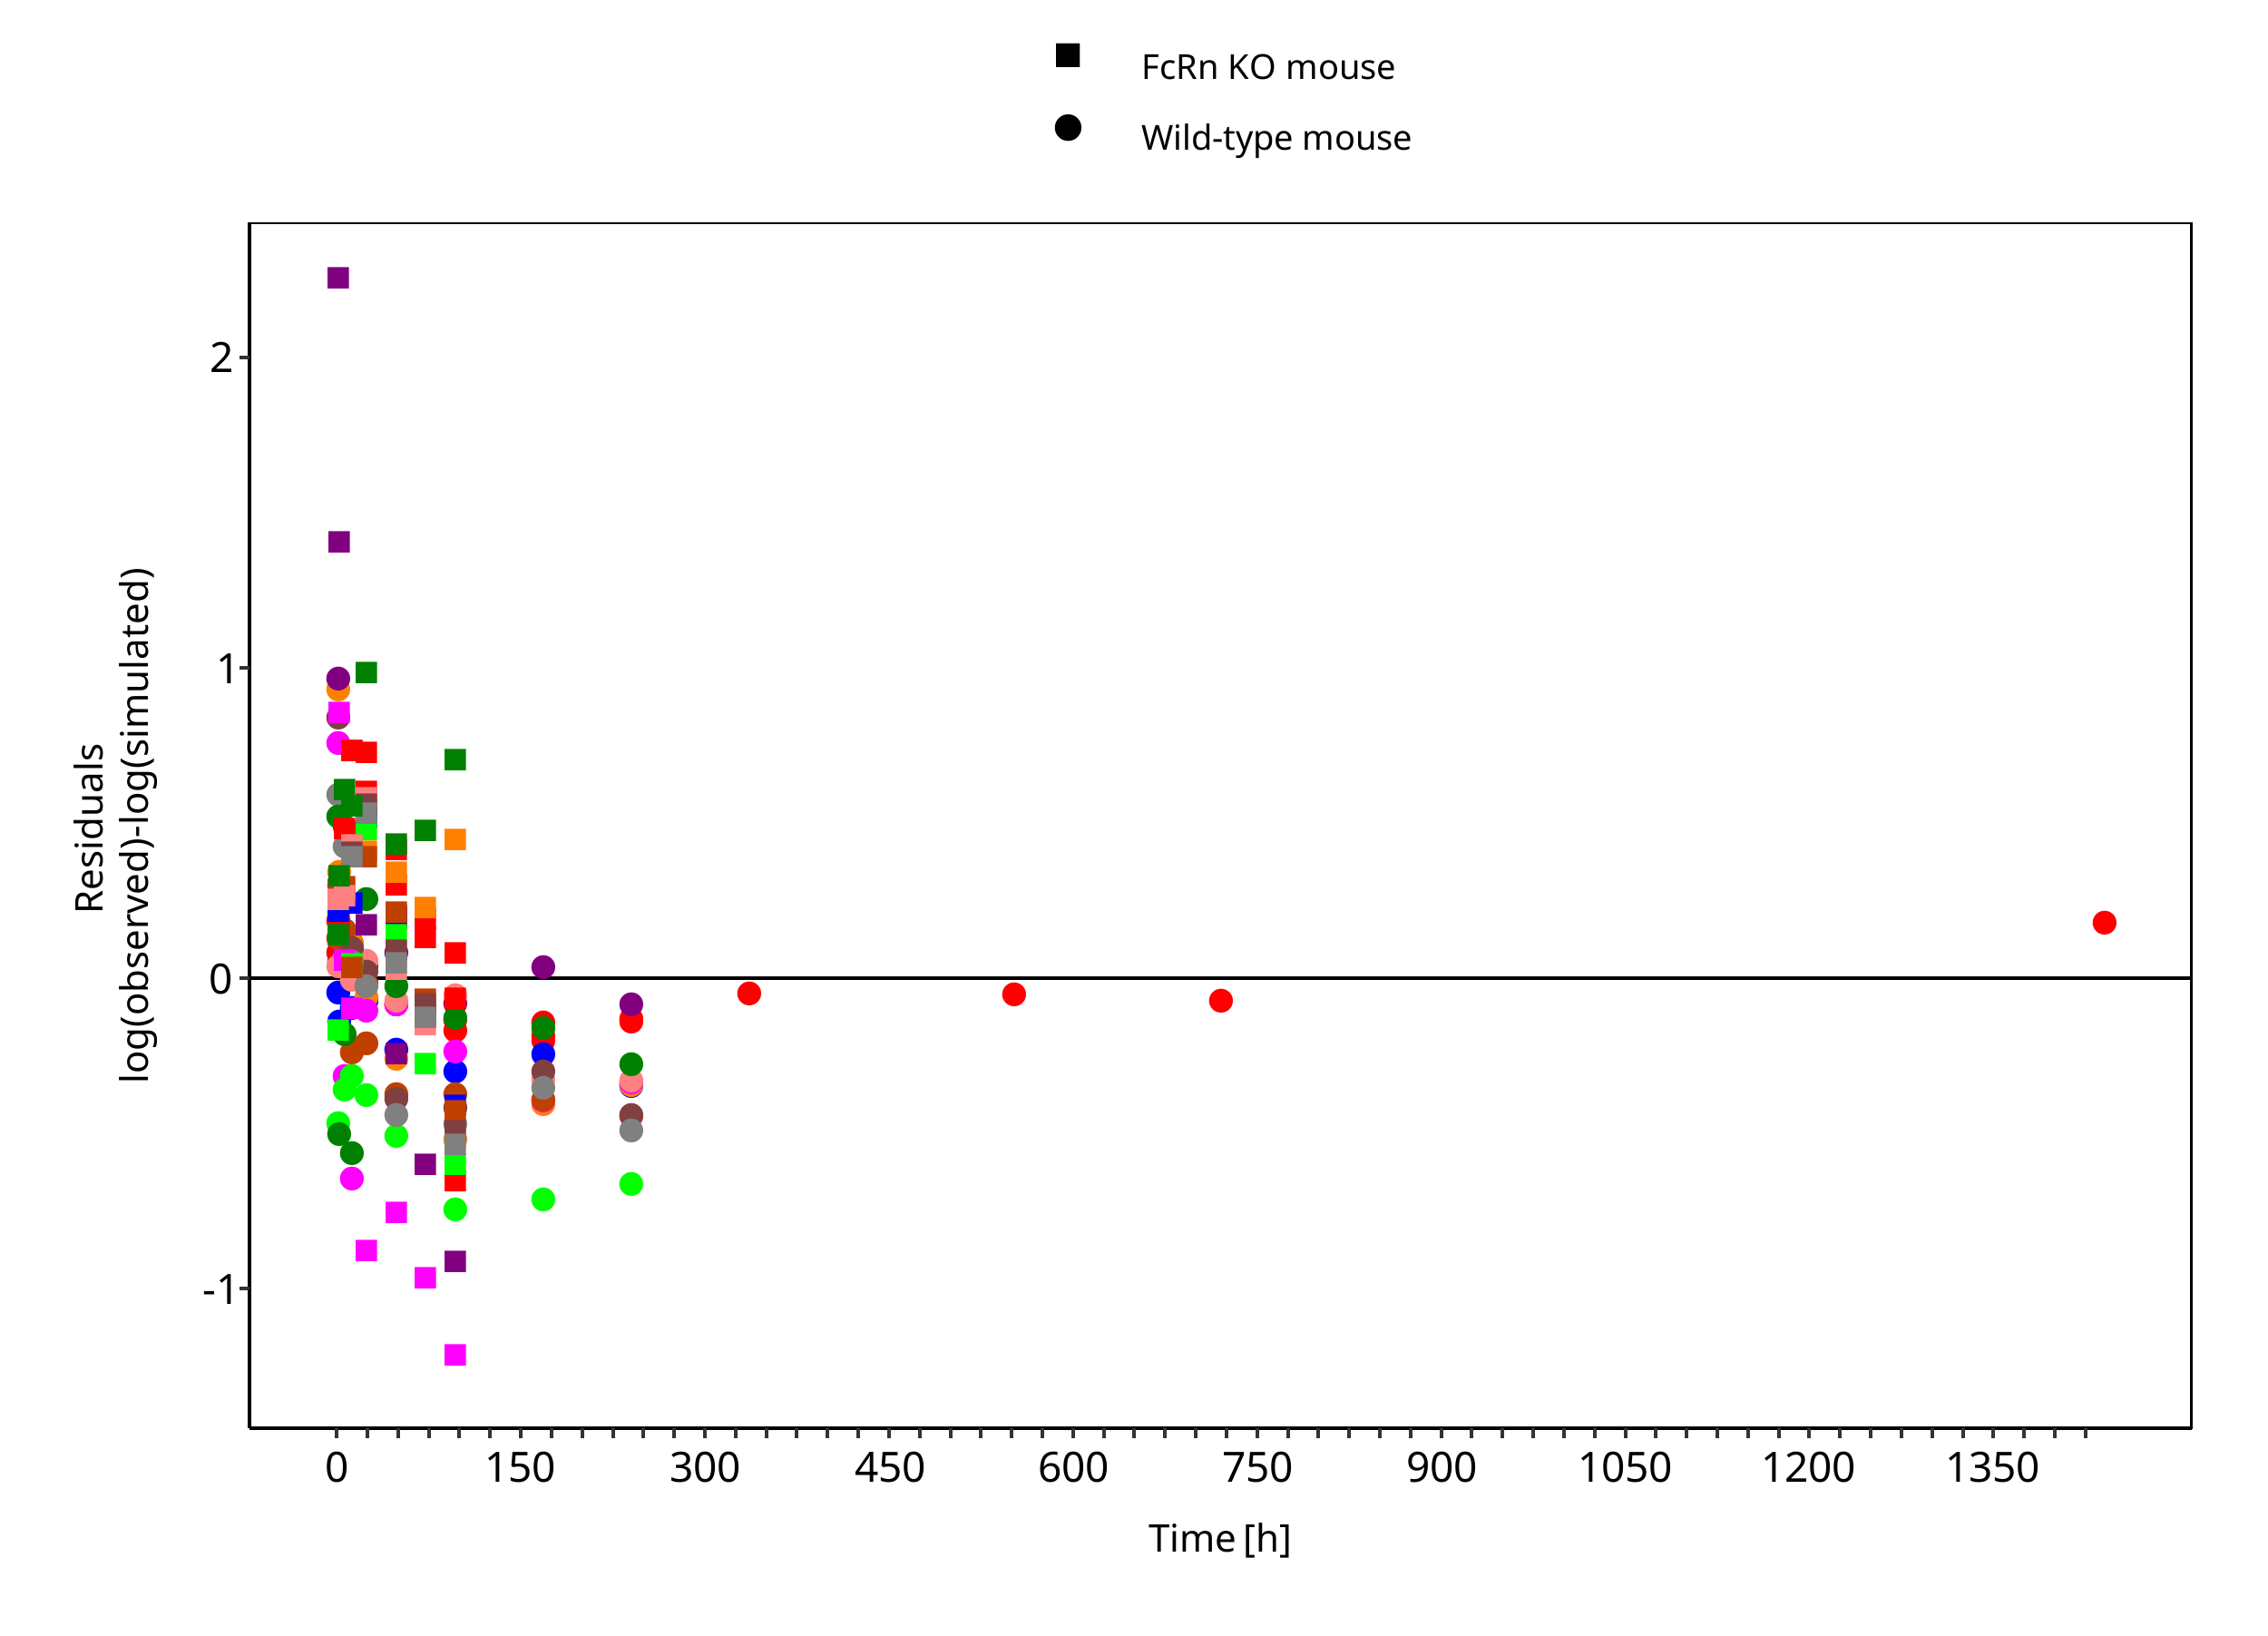 FcRn KO mouse
Wild-type mouse
Residuals
log(observed)-log(simulated)
2
1
0
-1
0 150 300 450 600 750 900 1050 1200 1350
Time [h]